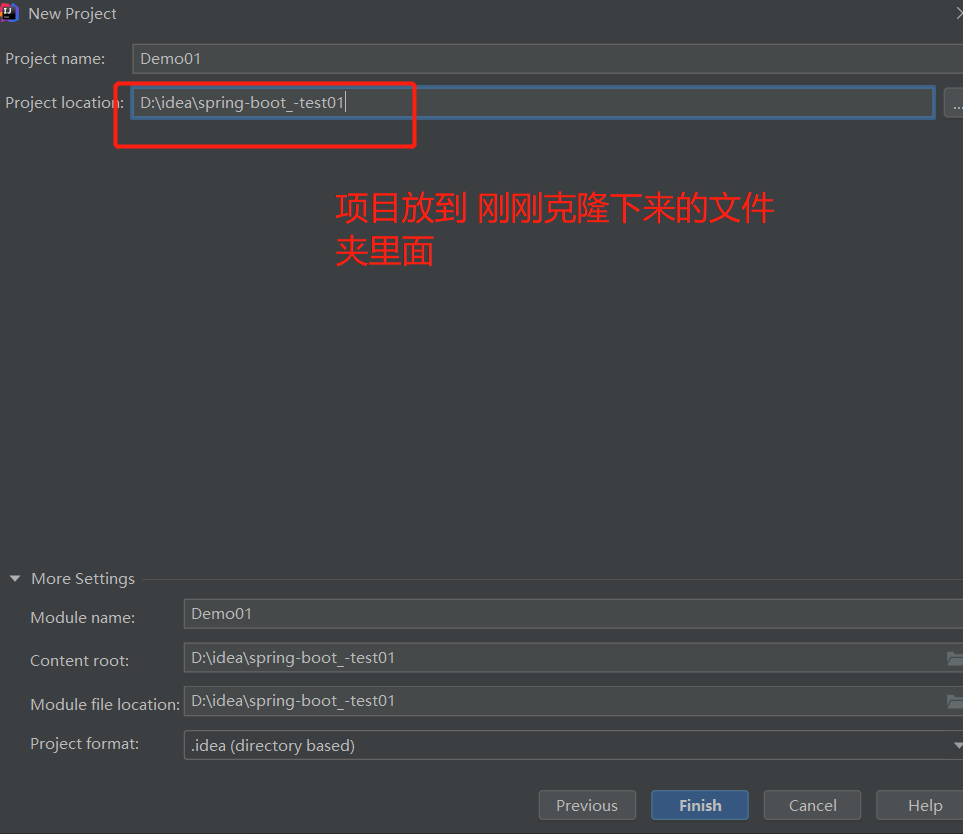 New Project
Project name: Demo01
Project location: D:\idea\spring-boot_-test01
...
项目放到 刚刚克隆下来的文件
夹里面
More Settings
Module name: Demo01
Content root: D:\idea\spring-boot_-test01
Module file location: D:\idea\spring-boot_-test01
Project format: .idea (directory based)
Previous Finish Cancel Help